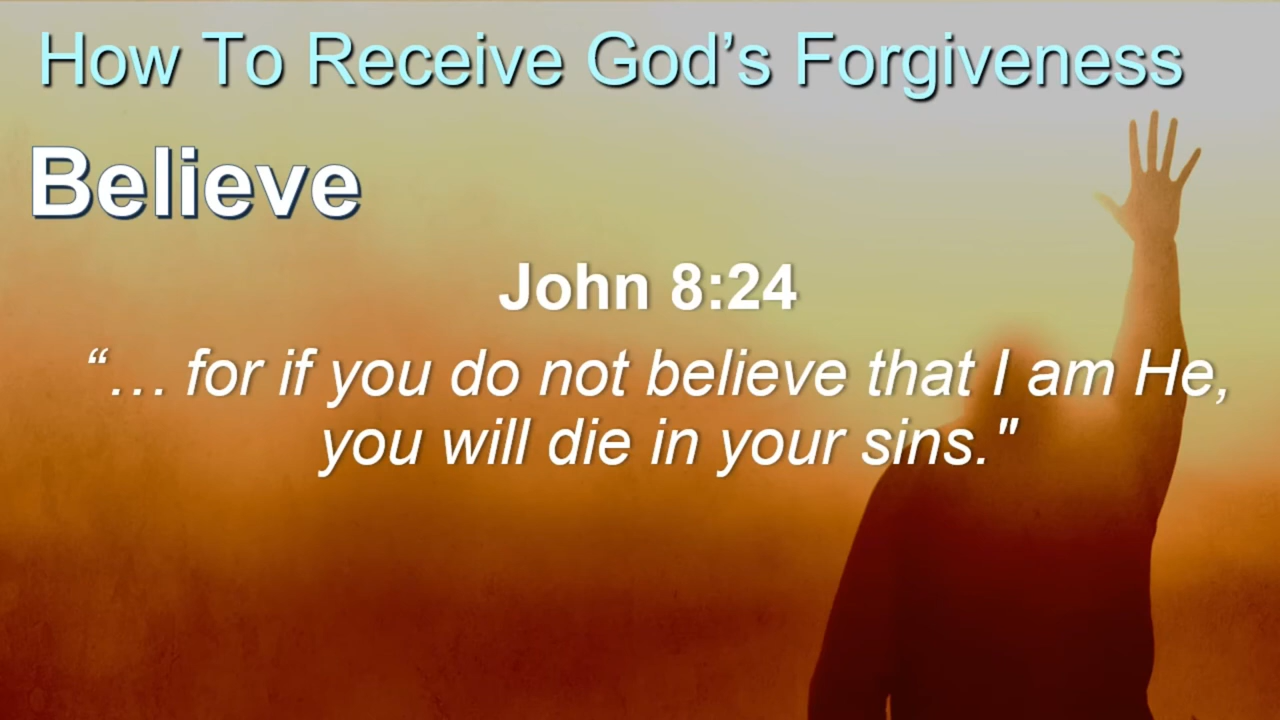 How To Receive God’s Forgiveness
Believe
John 8:24
“… for if you do not believe that I am He,
you will die in your sins."